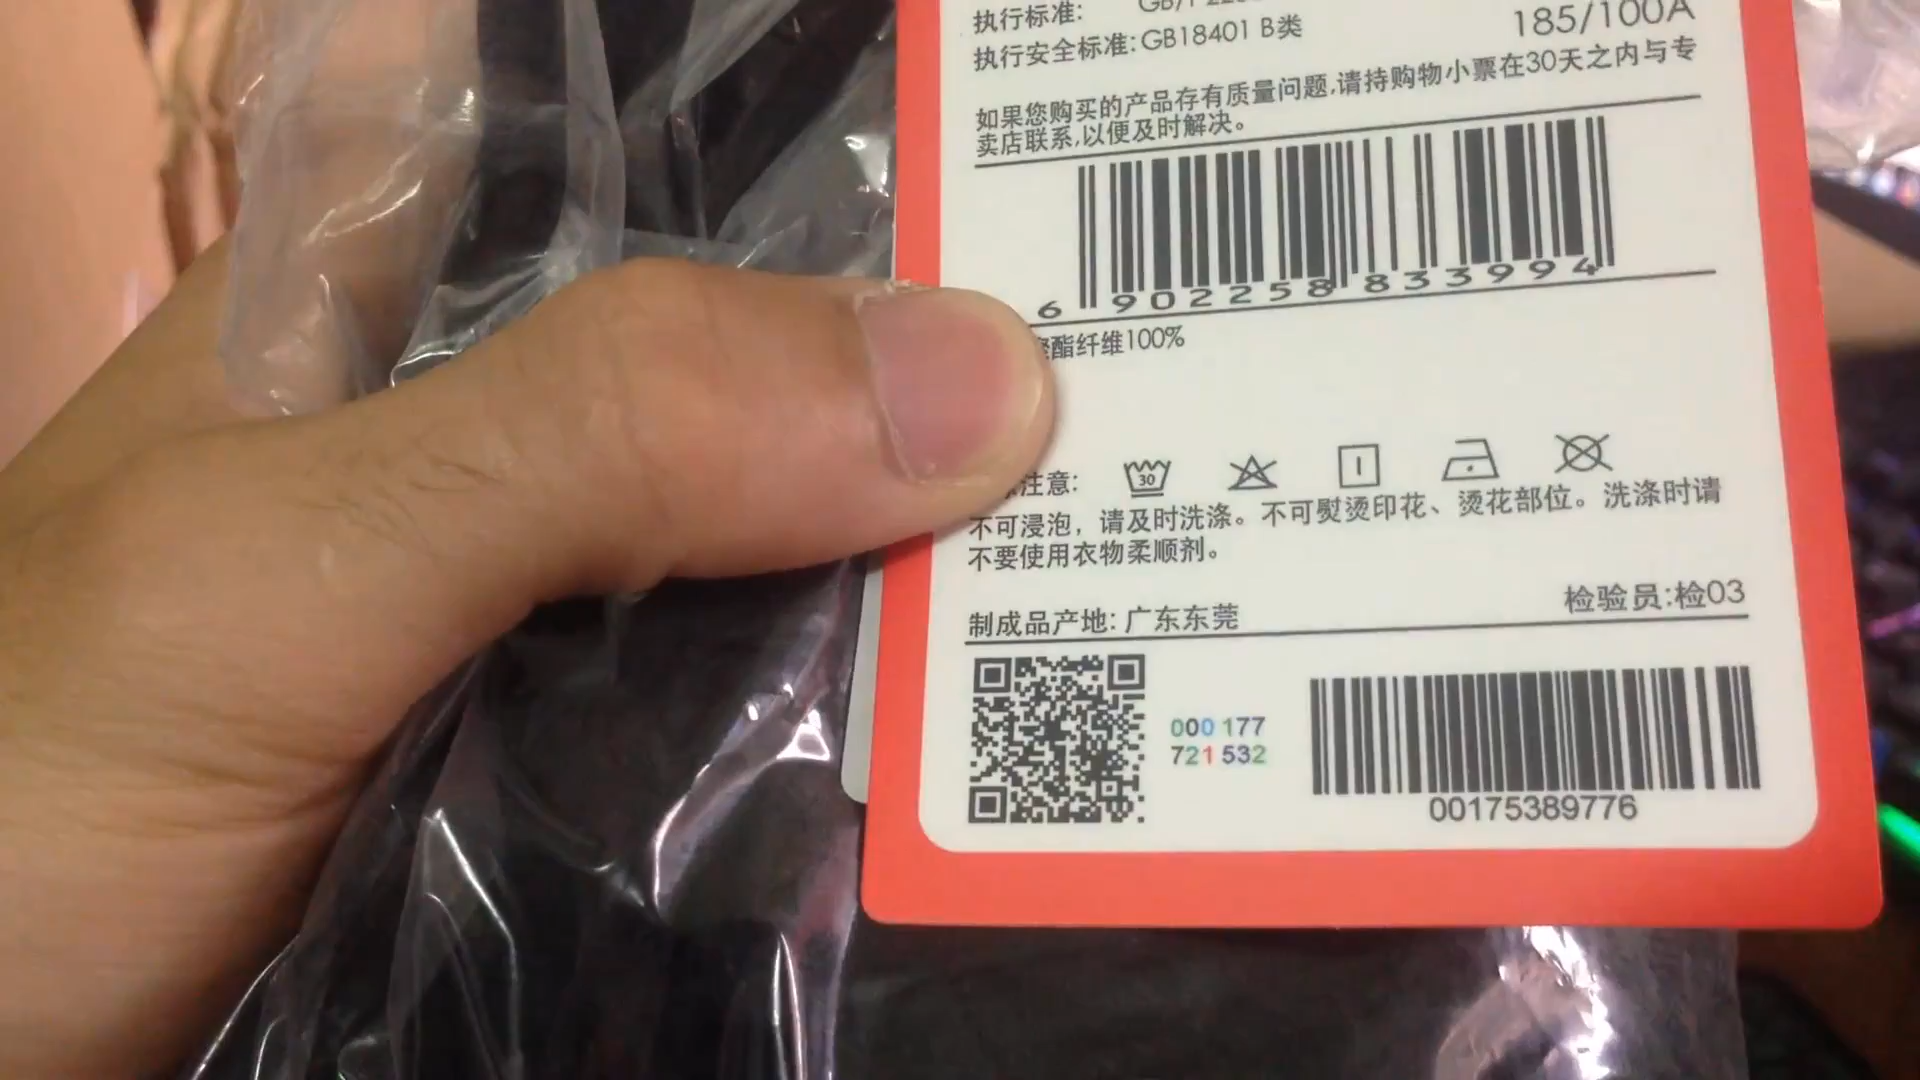 执行标准:
185/100A
执行安全标准:GB18401 B类
如果您购买的产品存有质量问题,请持购物小票在30天之内与专
卖店联系,以便及时解决。
6 902258 833994
酯纤维100%
注意:
30
不可浸泡，请及时洗涤。不可熨烫印花、烫花部位。洗涤时请
不要使用衣物柔顺剂。
制成品产地: 广东东莞
检验员:检03
000 177
721 532
00175389776